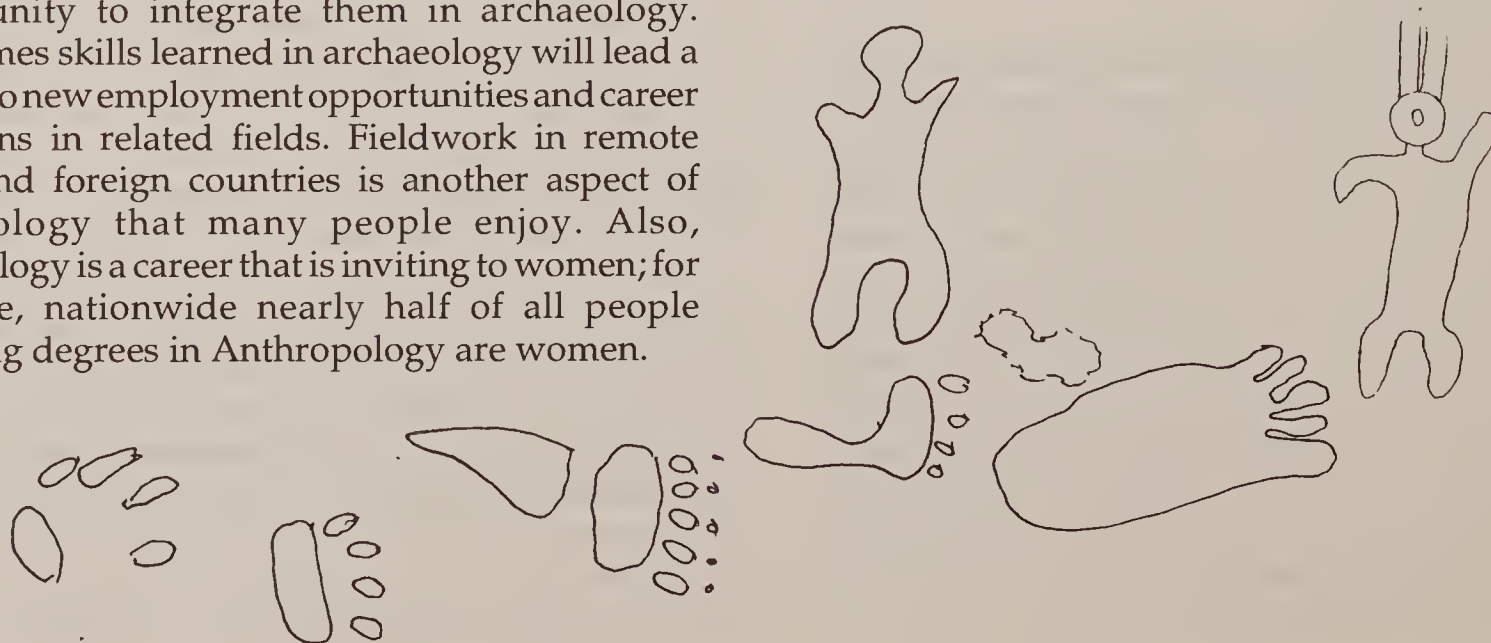 unity to integrate them in archaeology.
mes skills learned in archaeology will lead a
o new employment opportunities and career
ns in related fields. Fieldwork in remote
nd foreign countries is another aspect of
ology that many people enjoy. Also,
logy is a career that is inviting to women; for
e, nationwide nearly half of all people
g degrees in Anthropology are women.